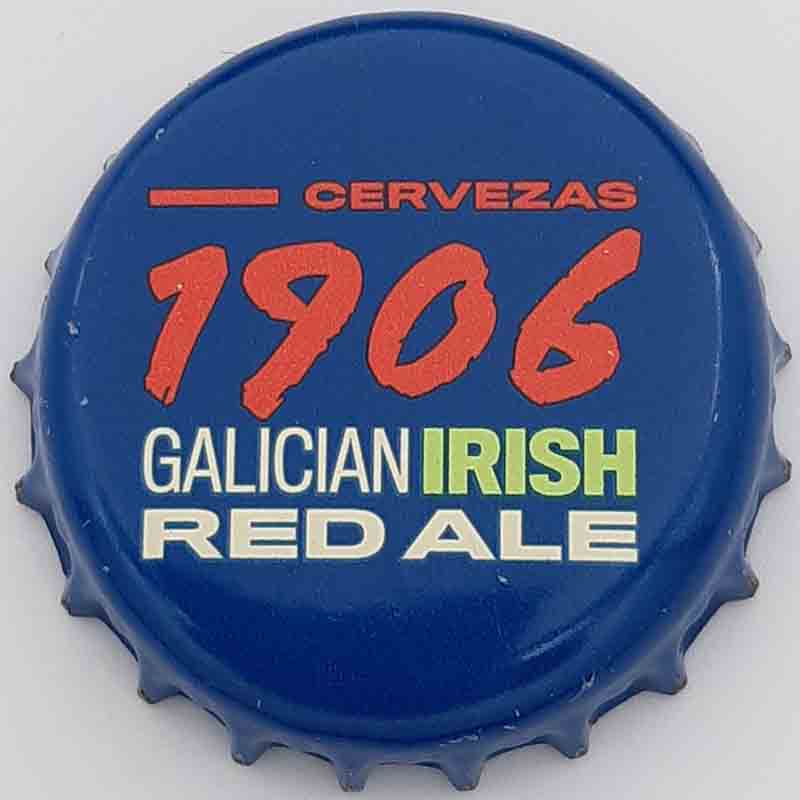 CERVEZAS
1906
GALICIAN IRISH
RED ALE